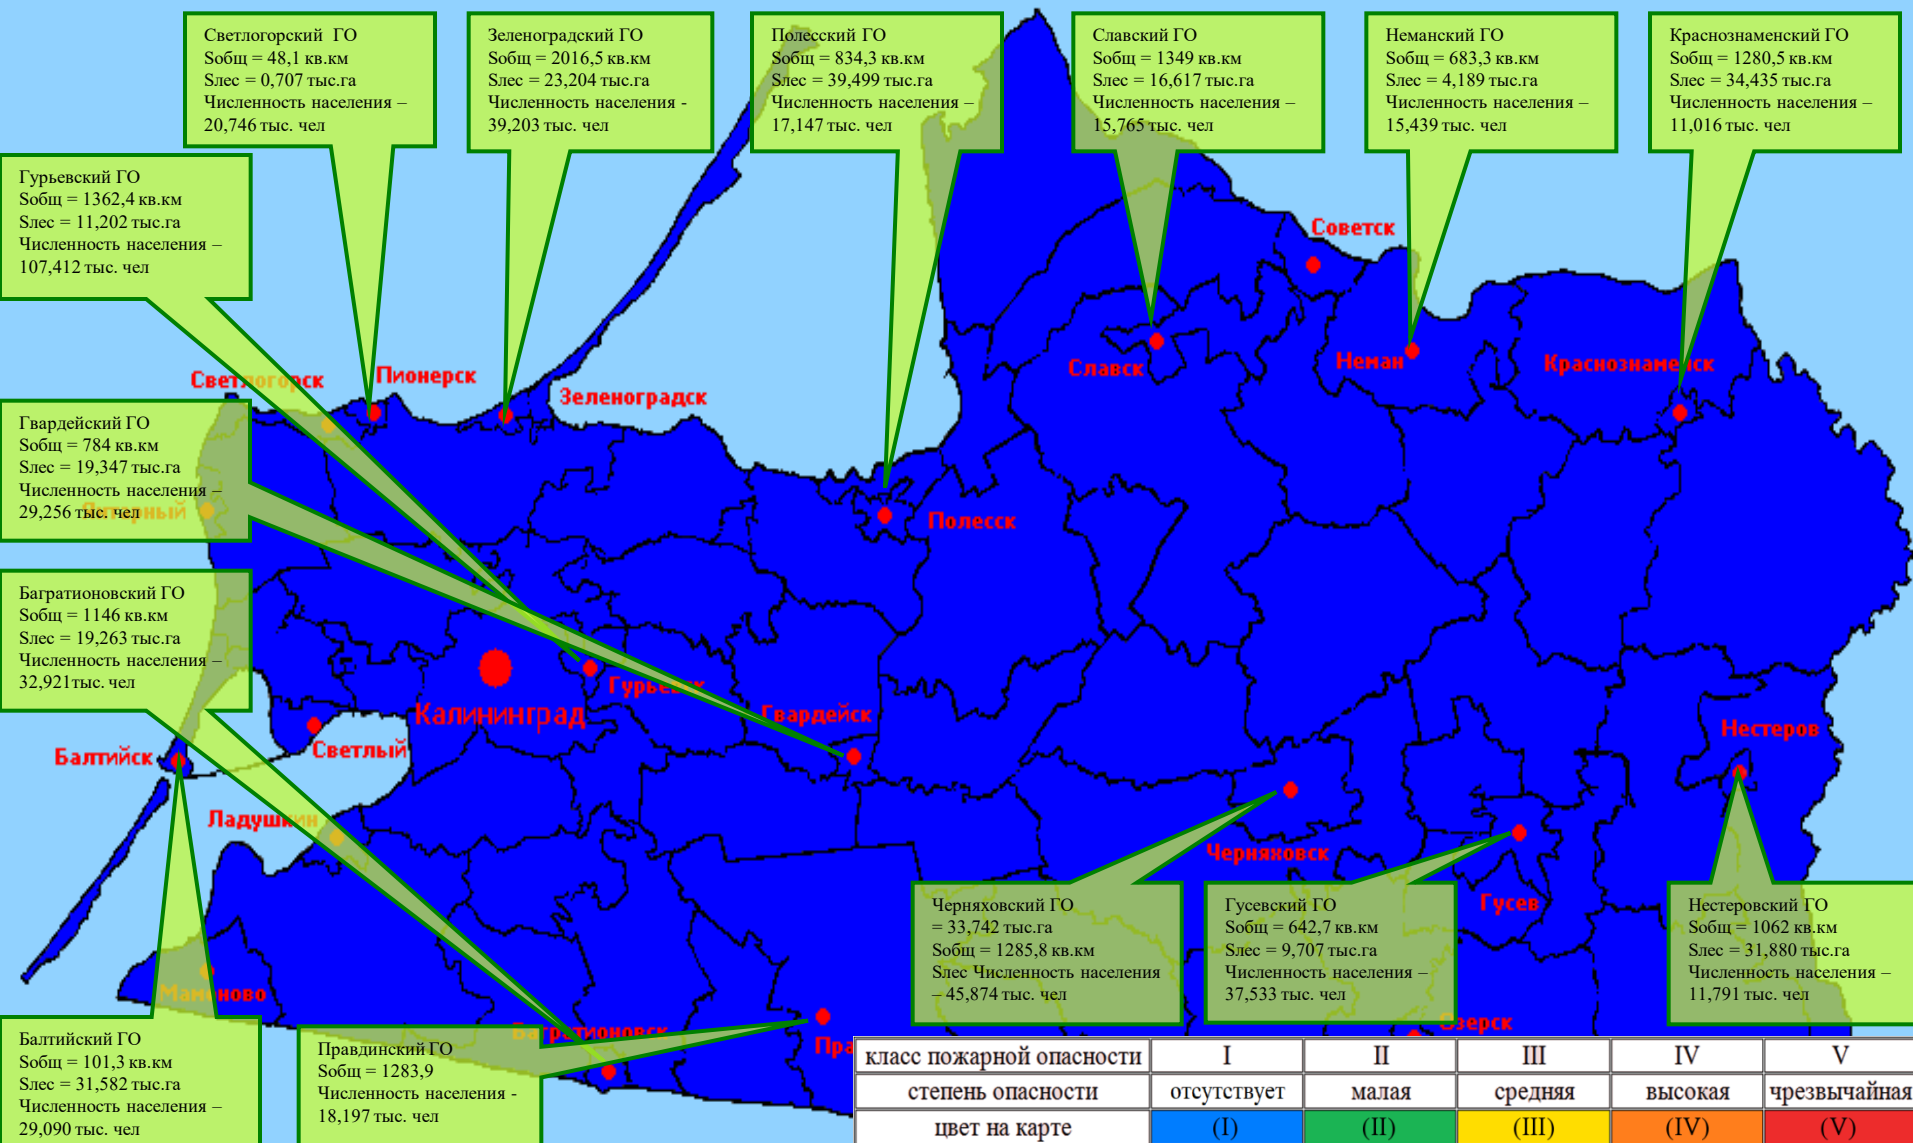 Светлогорский ГО
Sобщ = 48,1 кв.км
Sлес = 0,707 тыс.га
Численность населения –
20,746 тыс. чел
Зеленоградский ГО
Sобщ = 2016,5 кв.км
Sлес = 23,204 тыс.га
Численность населения -
39,203 тыс. чел
Полесский ГО
Sобщ = 834,3 кв.км
Sлес = 39,499 тыс.га
Численность населения –
17,147 тыс. чел
Славский ГО
Sобщ = 1349 кв.км
Sлес = 16,617 тыс.га
Численность населения –
15,765 тыс. чел
Неманский ГО
Sобщ = 683,3 кв.км
Sлес = 4,189 тыс.га
Численность населения –
15,439 тыс. чел
Краснознаменский ГО
Sобщ = 1280,5 кв.км
Sлес = 34,435 тыс.га
Численность населения –
11,016 тыс. чел
Гурьевский ГО
Sобщ = 1362,4 кв.км
Sлес = 11,202 тыс.га
Численность населения –
107,412 тыс. чел
Советск
Славск
Неман
Краснознаменск
Светлогорск
Пионерск
Зеленоградск
Гвардейский ГО
Sобщ = 784 кв.км
Sлес = 19,347 тыс.га
Численность населения –
29,256 тыс. чел
Янтарный
Полесск
Багратионовский ГО
Sобщ = 1146 кв.км
Sлес = 19,263 тыс.га
Численность населения –
32,921тыс. чел
Гурьевск
Калининград
Гвардейск
Нестеров
Светлый
Балтийск
Ладушкин
Черняховск
Гусев
Черняховский ГО
= 33,742 тыс.га
Sобщ = 1285,8 кв.км
Sлес Численность населения
– 45,874 тыс. чел
Гусевский ГО
Sобщ = 642,7 кв.км
Sлес = 9,707 тыс.га
Численность населения –
37,533 тыс. чел
Нестеровский ГО
Sобщ = 1062 кв.км
Sлес = 31,880 тыс.га
Численность населения –
11,791 тыс. чел
Мамоново
Багратионовск
Озерск
Пра
Балтийский ГО
Sобщ = 101,3 кв.км
Sлес = 31,582 тыс.га
Численность населения –
29,090 тыс. чел
Правдинский ГО
Sобщ = 1283,9
Численность населения -
18,197 тыс. чел
класс пожарной опасности I II III IV V
степень опасности отсутствует малая средняя высокая чрезвычайная
цвет на карте (I) (II) (III) (IV) (V)